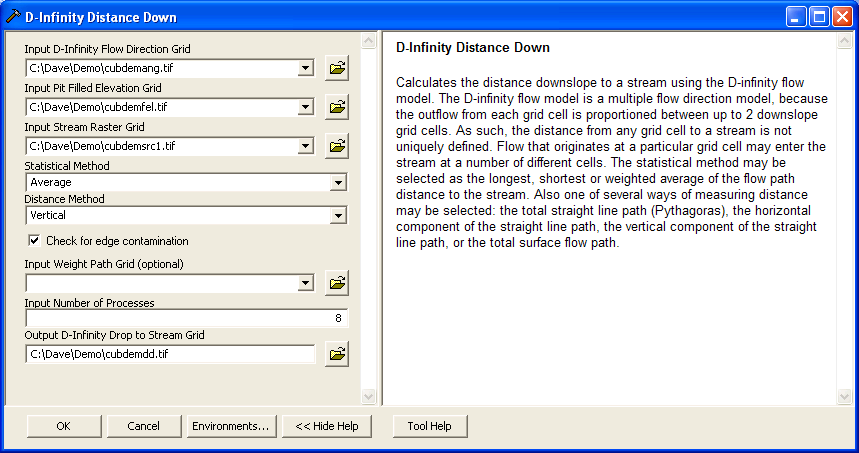 D-Infinity Distance Down
Input D-Infinity Flow Direction Grid
C:\Dave\Demo\cubdemang.tif
Input Pit Filled Elevation Grid
C:\Dave\Demo\cubdemfel.tif
Input Stream Raster Grid
C:\Dave\Demo\cubdemsrc1.tif
Statistical Method
Average
Distance Method
Vertical
Check for edge contamination
Input Weight Path Grid (optional)
Input Number of Processes
8
Output D-Infinity Drop to Stream Grid
C:\Dave\Demo\cubdemdd.tif
D-Infinity Distance Down
Calculates the distance downslope to a stream using the D-infinity flow
model. The D-infinity flow model is a multiple flow direction model, because
the outflow from each grid cell is proportioned between up to 2 downslope
grid cells. As such, the distance from any grid cell to a stream is not
uniquely defined. Flow that originates at a particular grid cell may enter the
stream at a number of different cells. The statistical method may be
selected as the longest, shortest or weighted average of the flow path
distance to the stream. Also one of several ways of measuring distance
may be selected: the total straight line path (Pythagoras), the horizontal
component of the straight line path, the vertical component of the straight
line path, or the total surface flow path.
OK
Cancel
Environments...
<< Hide Help
Tool Help